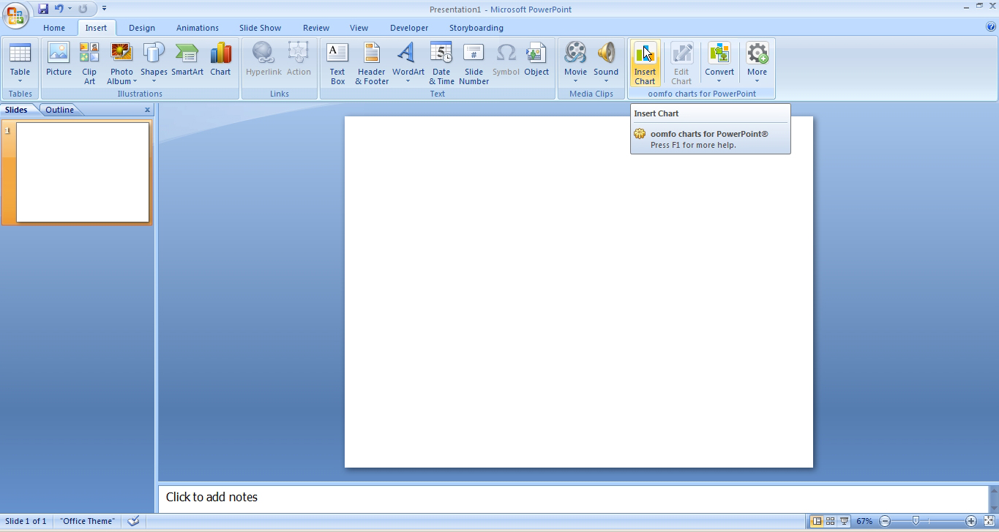 Presentation1 - Microsoft PowerPoint
Home Insert Design Animations Slide Show Review View Developer Storyboarding
Table
Tables
Picture
Clip
Art
Photo
Album
Shapes
SmartArt
Chart
Illustrations
Hyperlink
Action
Links
A
Text
Box
Header
& Footer
A
WordArt
5
Date
& Time
#
Slide
Number
Ω
Symbol
Object
Text
Movie
Sound
Media Clips
Insert
Chart
Edit
Chart
Convert
More
oomfo charts for PowerPoint
Slides
Outline
x
1
Insert Chart
oomfo charts for PowerPoint®
Press F1 for more help.
Click to add notes
Slide 1 of 1
"Office Theme"
67%